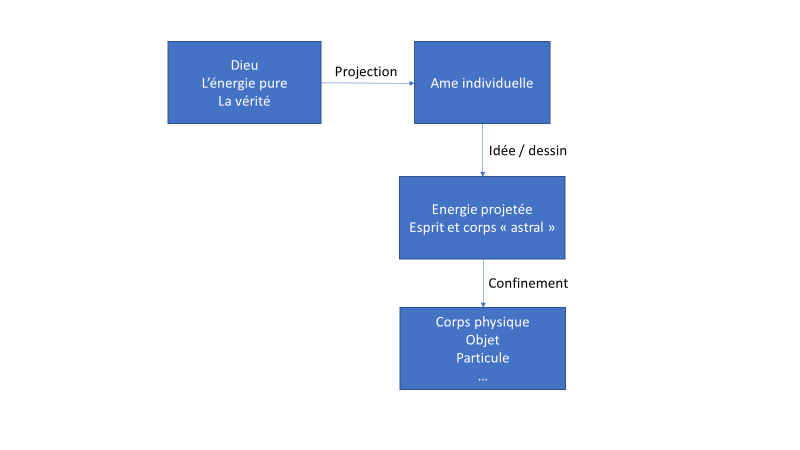 Dieu
L’énergie pure
La vérité
Projection
Ame individuelle
Idée / dessin
Energie projetée
Esprit et corps « astral »
Confinement
Corps physique
Objet
Particule
…